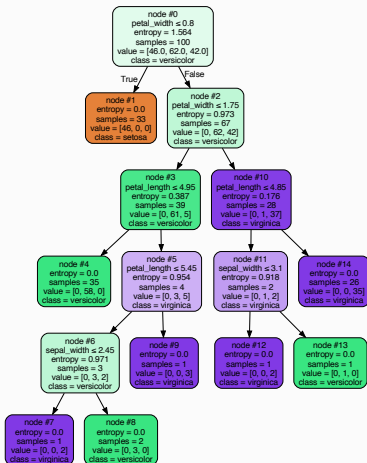 node #0
petal_width ≤ 0.8
entropy = 1.564
samples = 100
value = [46.0, 62.0, 42.0]
class = versicolor
True
False
node #1
entropy = 0.0
samples = 33
value = [46, 0, 0]
class = setosa
node #2
petal_width ≤ 1.75
entropy = 0.973
samples = 67
value = [0, 62, 42]
class = versicolor
node #3
petal_length ≤ 4.95
entropy = 0.387
samples = 39
value = [0, 61, 5]
class = versicolor
node #10
petal_length ≤ 4.85
entropy = 0.176
samples = 28
value = [0, 1, 37]
class = virginica
node #4
entropy = 0.0
samples = 35
value = [0, 58, 0]
class = versicolor
node #5
petal_length ≤ 5.45
entropy = 0.954
samples = 4
value = [0, 3, 5]
class = virginica
node #11
sepal_width ≤ 3.1
entropy = 0.918
samples = 2
value = [0, 1, 2]
class = virginica
node #14
entropy = 0.0
samples = 26
value = [0, 0, 35]
class = virginica
node #6
sepal_width ≤ 2.45
entropy = 0.971
samples = 3
value = [0, 3, 2]
class = versicolor
node #9
entropy = 0.0
samples = 1
value = [0, 0, 3]
class = virginica
node #12
entropy = 0.0
samples = 1
value = [0, 0, 2]
class = virginica
node #13
entropy = 0.0
samples = 1
value = [0, 1, 0]
class = versicolor
node #7
entropy = 0.0
samples = 1
value = [0, 0, 2]
class = virginica
node #8
entropy = 0.0
samples = 2
value = [0, 3, 0]
class = versicolor